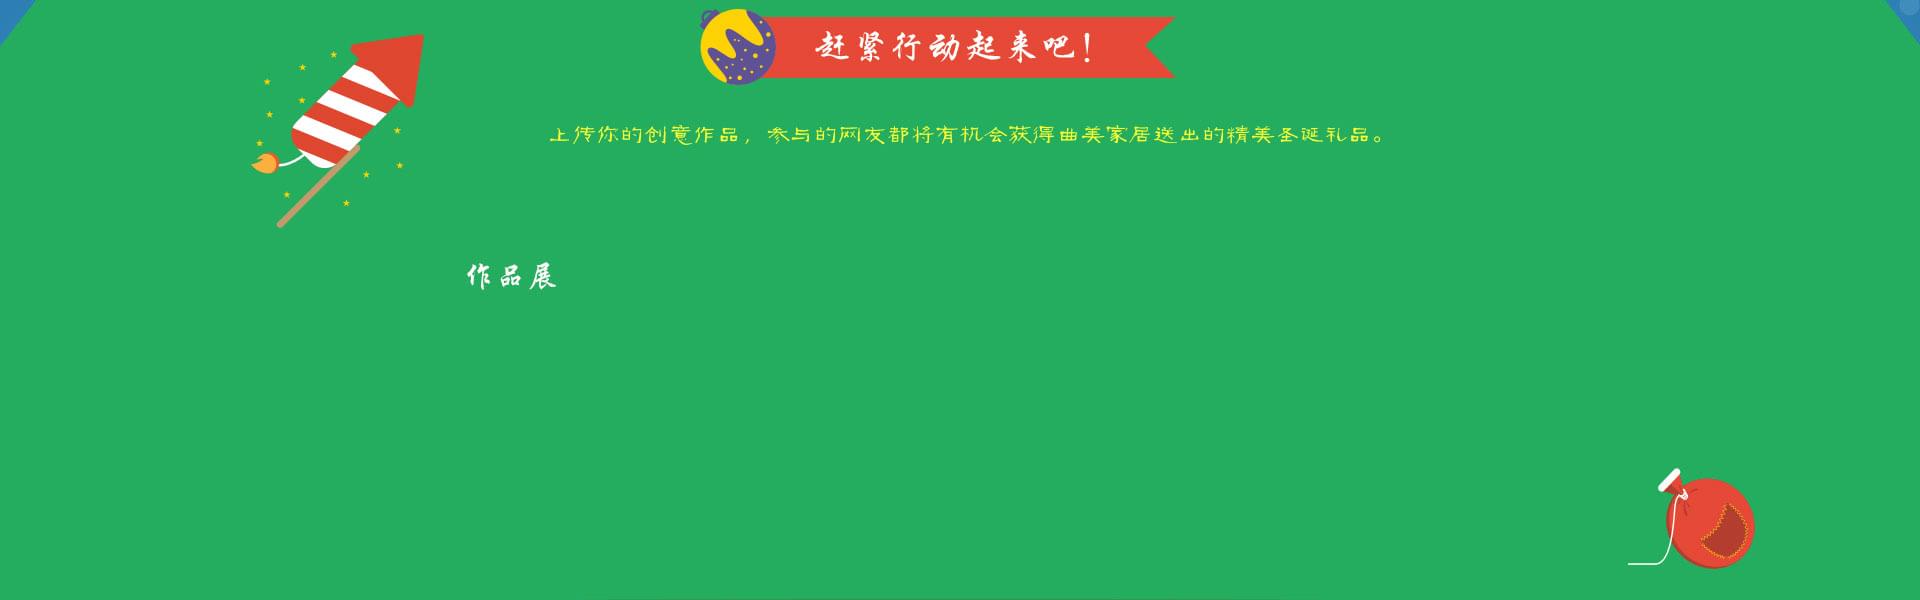 赶紧行动起来吧!
上传你的创意作品，参与的网友都将有机会获得曲美家居送出的精美圣诞礼品。
作品展